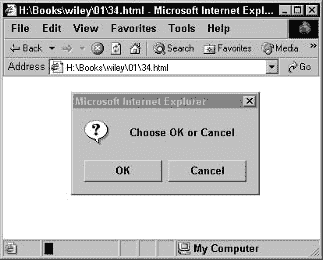 H:\Books\wiley\01\34.html - Microsoft Internet Expl...
File Edit View Favorites Tools Help
Back Search Favorites Media »
Address H:\Books\wiley\01\34.html Go
Microsoft Internet Explorer
? Choose OK or Cancel
OK Cancel
My Computer